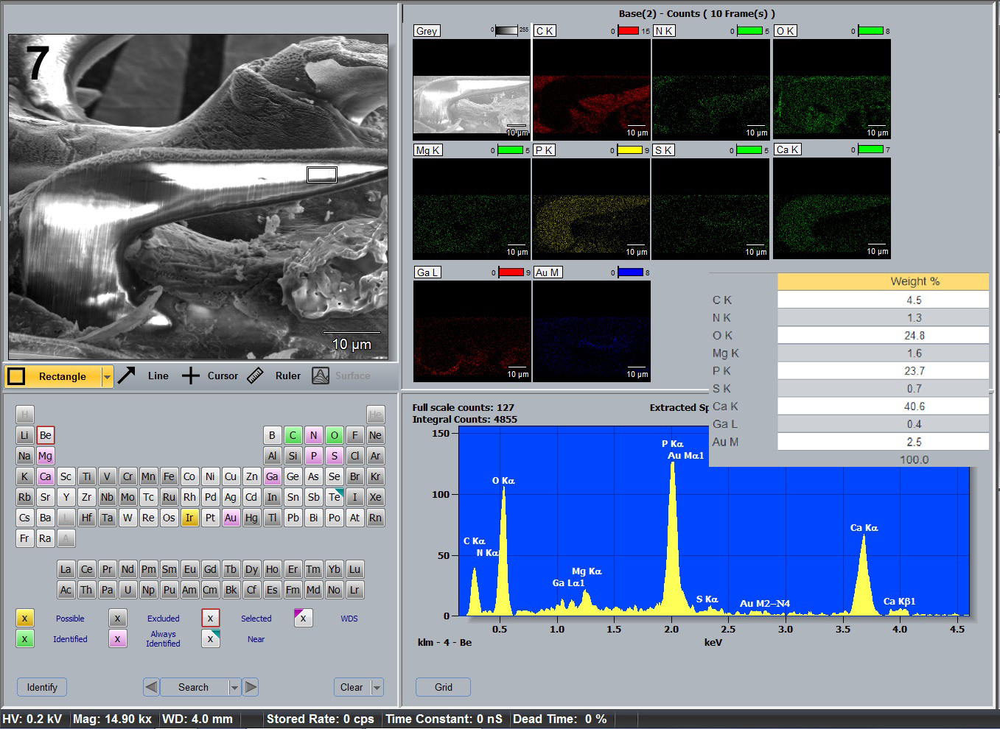 7
10 µm
Rectangle
Line
Cursor
Ruler
Surface
Base(2) - Counts ( 10 Frame(s) )
Grey 0 255
C K 0 15
N K 0 5
O K 0 8
10 µm
10 µm
10 µm
10 µm
Mg K 0 5
P K 0 9
S K 0 5
Ca K 0 7
10 µm
10 µm
10 µm
10 µm
Ga L 0 9
Au M 0 8
10 µm
10 µm
Weight %
C K 4.5
N K 1.3
O K 24.8
Mg K 1.6
P K 23.7
S K 0.7
Ca K 40.6
Ga L 0.4
Au M 2.5
100.0
H He
Li Be B C N O F Ne
Na Mg Al Si P S Cl Ar
K Ca Sc Ti V Cr Mn Fe Co Ni Cu Zn Ga Ge As Se Br Kr
Rb Sr Y Zr Nb Mo Tc Ru Rh Pd Ag Cd In Sn Sb Te I Xe
Cs Ba L Hf Ta W Re Os Ir Pt Au Hg Tl Pb Bi Po At Rn
Fr Ra A
La Ce Pr Nd Pm Sm Eu Gd Tb Dy Ho Er Tm Yb Lu
Ac Th Pa U Np Pu Am Cm Bk Cf Es Fm Md No Lr
x Possible x Excluded x Selected x WDS
x Identified x Always Identified x Near
Identify
Search
Clear
Full scale counts: 127
Extracted Sp
Integral Counts: 4855
150
100
50
0
C Kα
N Kα
O Kα
Ga Lα1
Mg Kα
P Kα
Au Mα1
S Kα
Au M2-N4
Ca Kα
Ca Kβ1
0.5 1.0 1.5 2.0 2.5 3.0 3.5 4.0 4.5
klm - 4 - Be
keV
Grid
HV: 0.2 kV Mag: 14.90 kx WD: 4.0 mm Stored Rate: 0 cps Time Constant: 0 nS Dead Time: 0 %